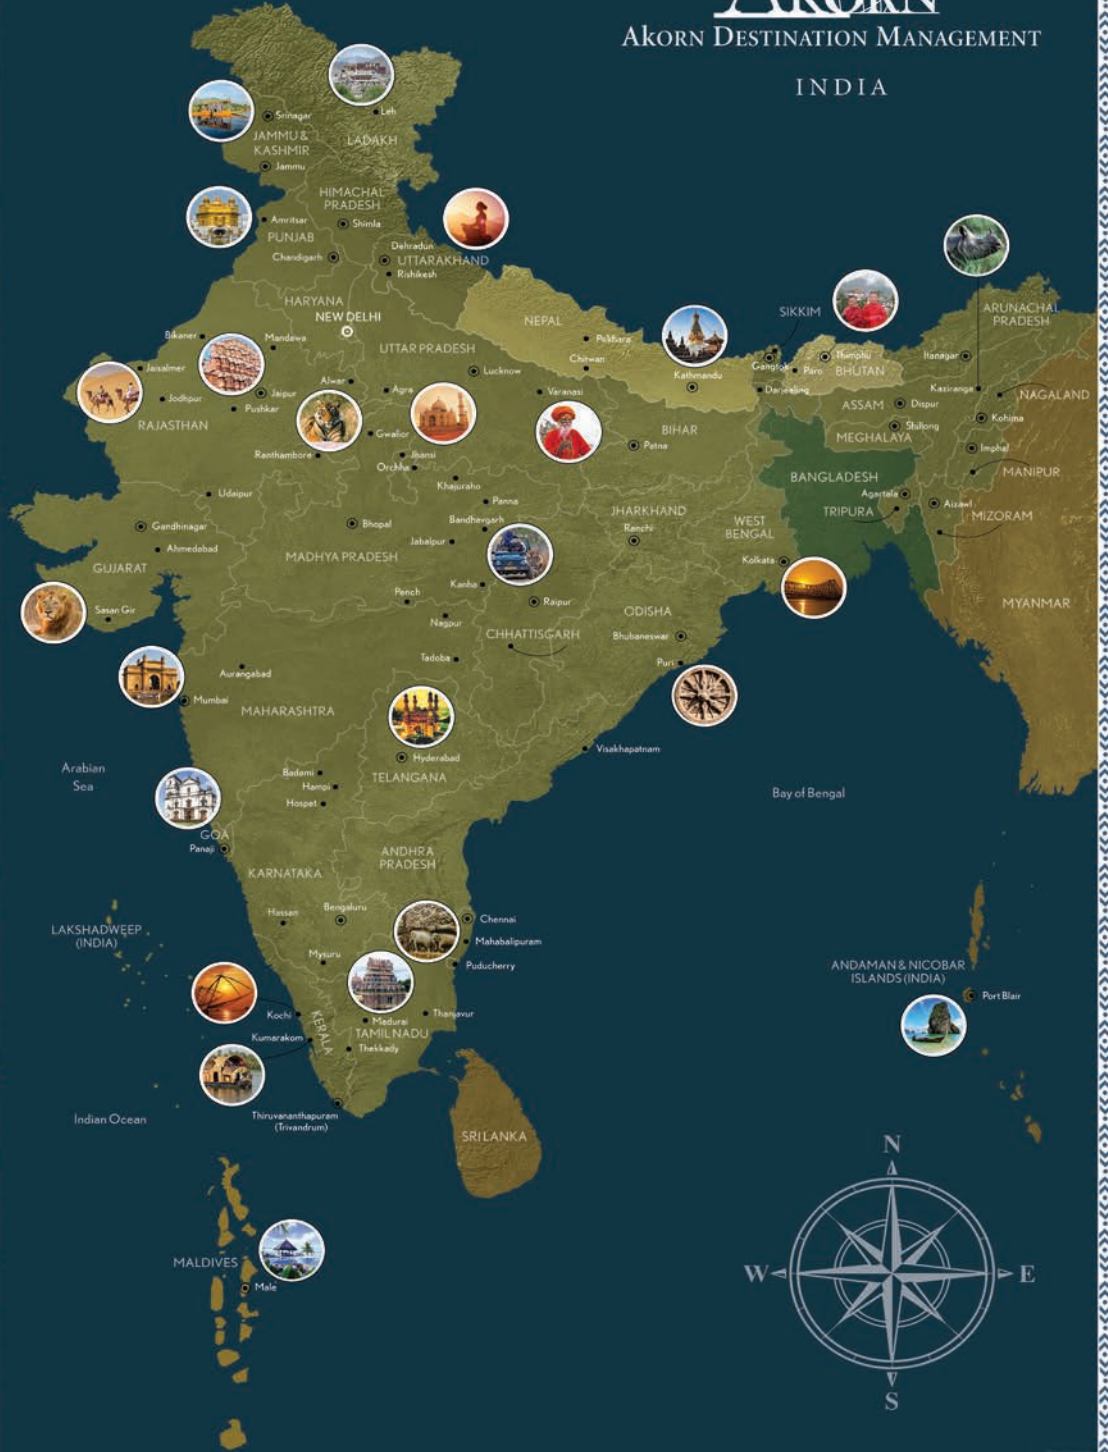 AKORN
AKORN DESTINATION MANAGEMENT
INDIA
Srinagar
Leh
JAMMU &
KASHMIR
LADAKH
Jammu
HIMACHAL
PRADESH
Amritsar
Shimla
PUNJAB
Dehradun
Chandigarh
UTTARAKHAND
Rishikesh
HARYANA
NEW DELHI
SIKKIM
ARUNACHAL
PRADESH
NEPAL
Bikaner
Mandawa
UTTAR PRADESH
Pokhara
Chitwan
Thimphu
Itanagar
Gangtok
Paro
BHUTAN
Jaisalmer
Lucknow
Kathmandu
Alwar
Agra
Varanasi
Darjeeling
Kaziranga
NAGALAND
Jaipur
Jodhpur
Pushkar
ASSAM
Dispur
Kohima
RAJASTHAN
Gwalior
BIHAR
Shillong
MEGHALAYA
Patna
Imphal
Ranthambore
Jhansi
Orchha
MANIPUR
BANGLADESH
Khajuraho
Udaipur
Panna
Agartala
Aizawl
TRIPURA
MIZORAM
JHARKHAND
Gandhinagar
Bhopal
Bandhavgarh
Ranchi
WEST
BENGAL
Jabalpur
Ahmedabad
MADHYA PRADESH
Kolkata
GUJARAT
Kanha
Pench
Raipur
MYANMAR
Sasan Gir
ODISHA
Nagpur
CHHATTISGARH
Bhubaneswar
Tadoba
Puri
Aurangabad
Mumbai
MAHARASHTRA
Visakhapatnam
Hyderabad
Arabian
Sea
Badami
TELANGANA
Hampi
Bay of Bengal
Hospet
GOA
Panaji
ANDHRA
PRADESH
KARNATAKA
Hassan
Bengaluru
Chennai
LAKSHADWEEP
(INDIA)
Mahabalipuram
Mysuru
Puducherry
ANDAMAN & NICOBAR
ISLANDS (INDIA)
Port Blair
Kochi
KERALA
Madurai
Thanjavur
TAMIL NADU
Kumarakom
Thekkady
Indian Ocean
Thiruvananthapuram
(Trivandrum)
SRI LANKA
N
MALDIVES
Male
W
E
S